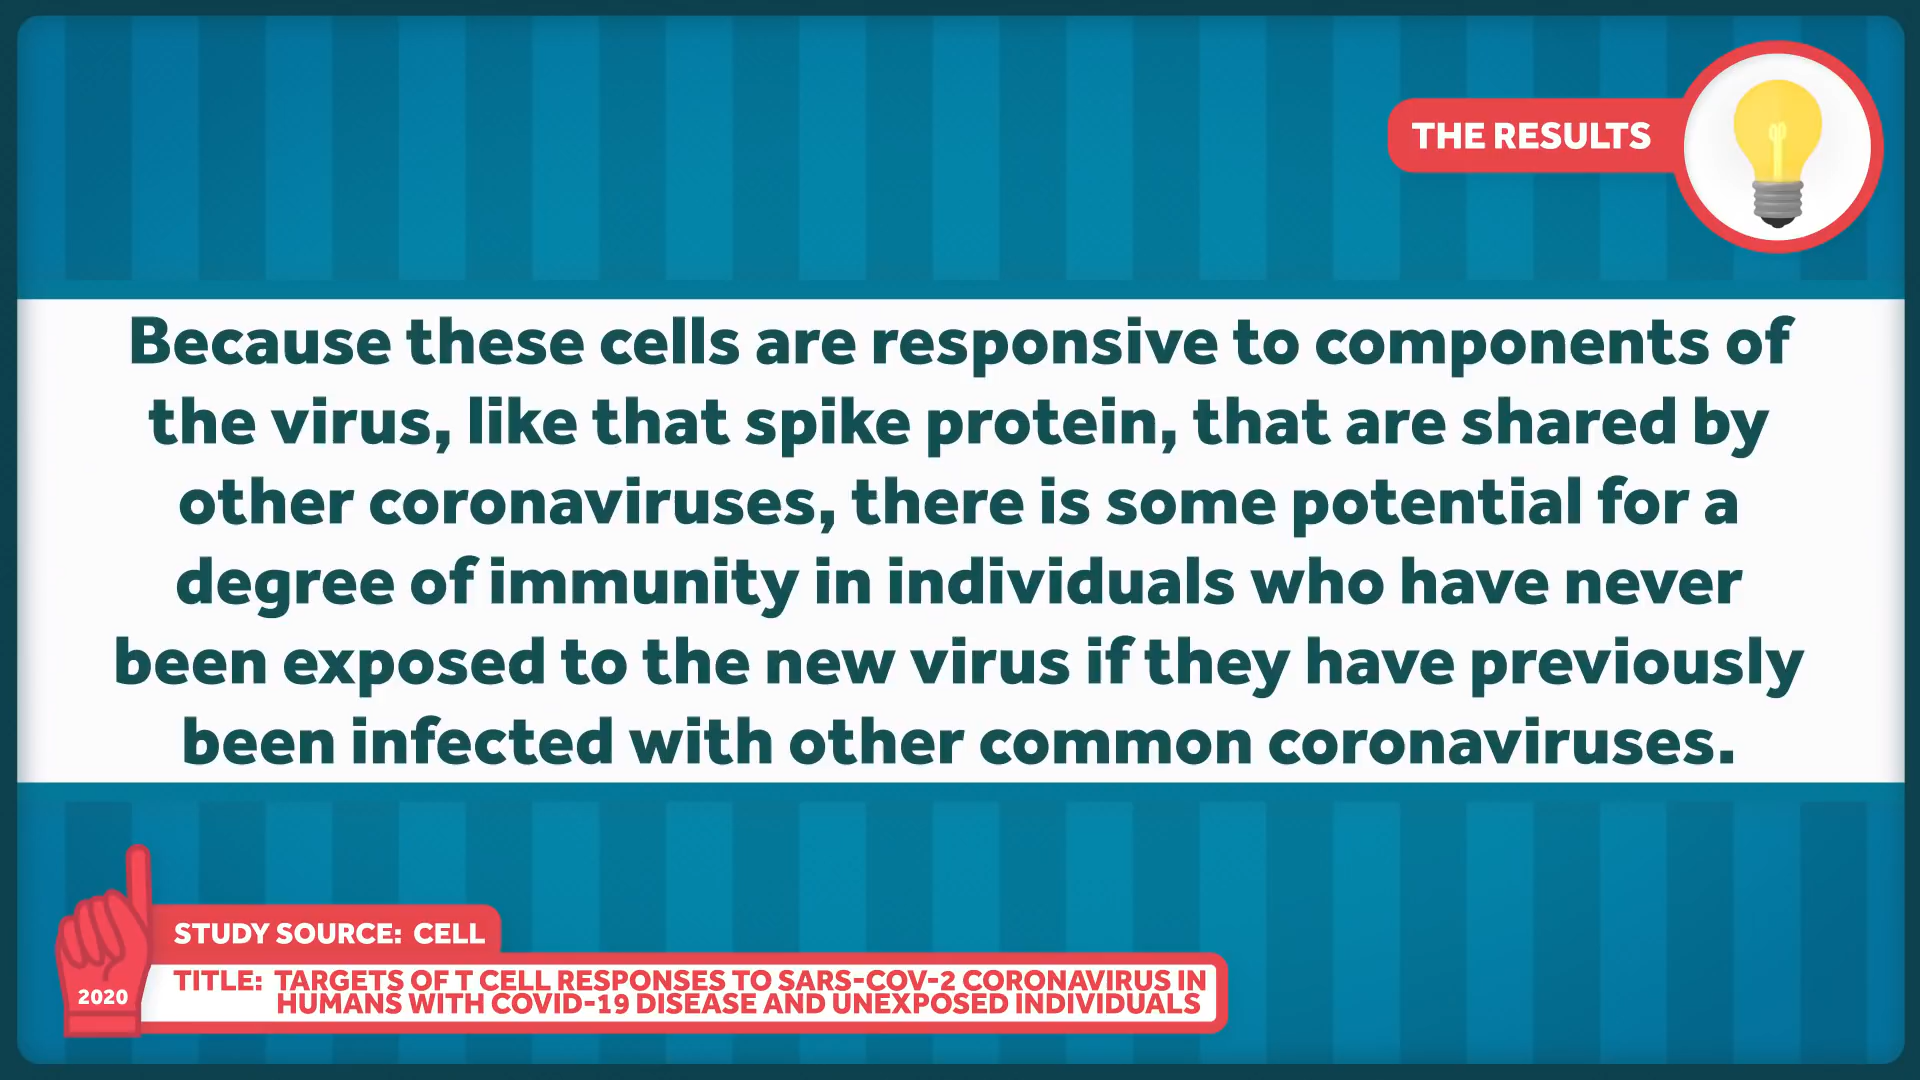 THE RESULTS
Because these cells are responsive to components of
the virus, like that spike protein, that are shared by
other coronaviruses, there is some potential for a
degree of immunity in individuals who have never
been exposed to the new virus if they have previously
been infected with other common coronaviruses.
STUDY SOURCE: CELL
TITLE: TARGETS OF T CELL RESPONSES TO SARS-COV-2 CORONAVIRUS IN
HUMANS WITH COVID-19 DISEASE AND UNEXPOSED INDIVIDUALS
2020